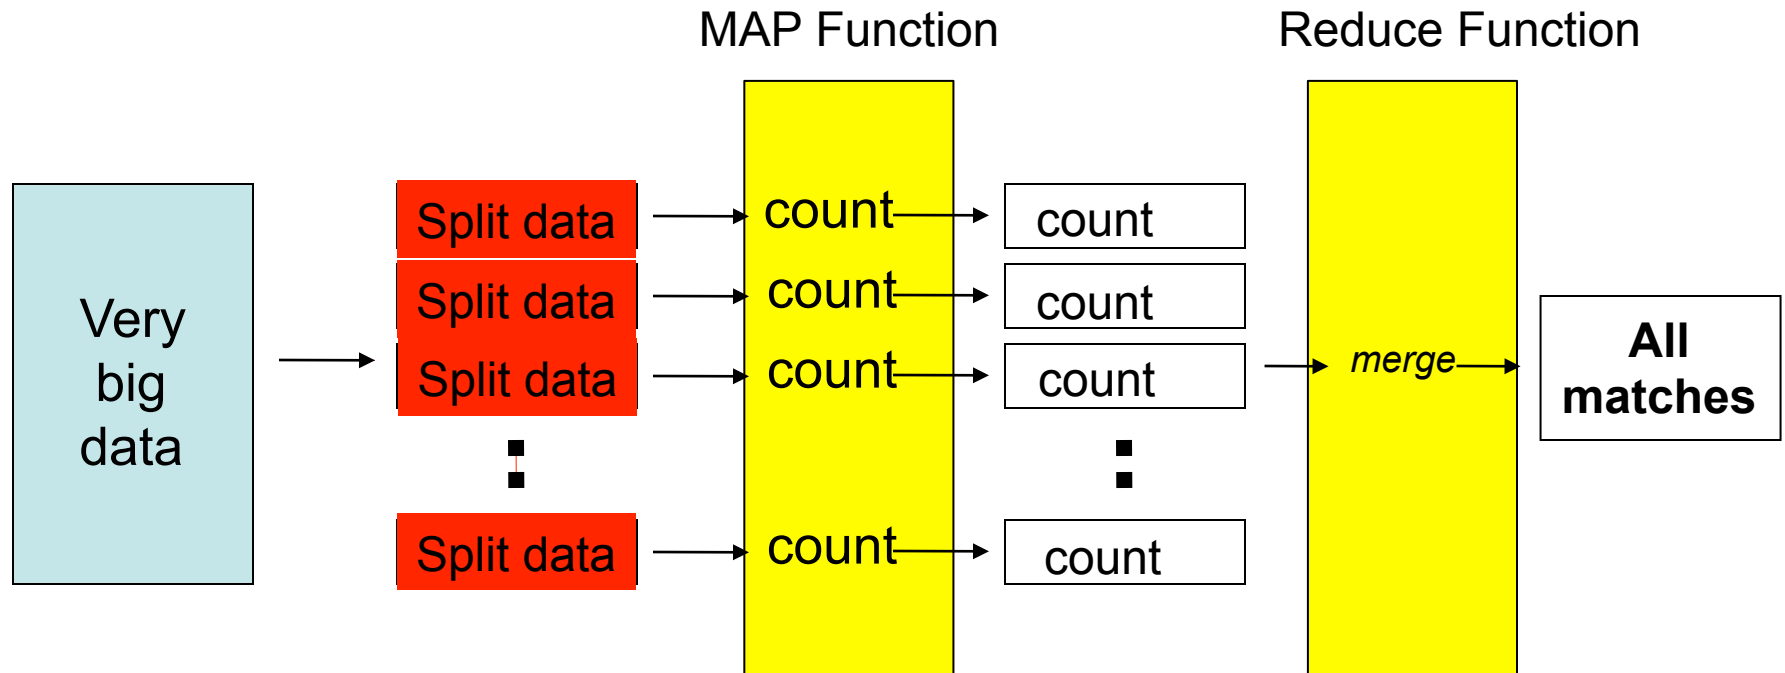 MAP Function
Reduce Function
Very
big
data
Split data
count
count
Split data
count
count
Split data
count
count
Split data
count
count
merge
All
matches